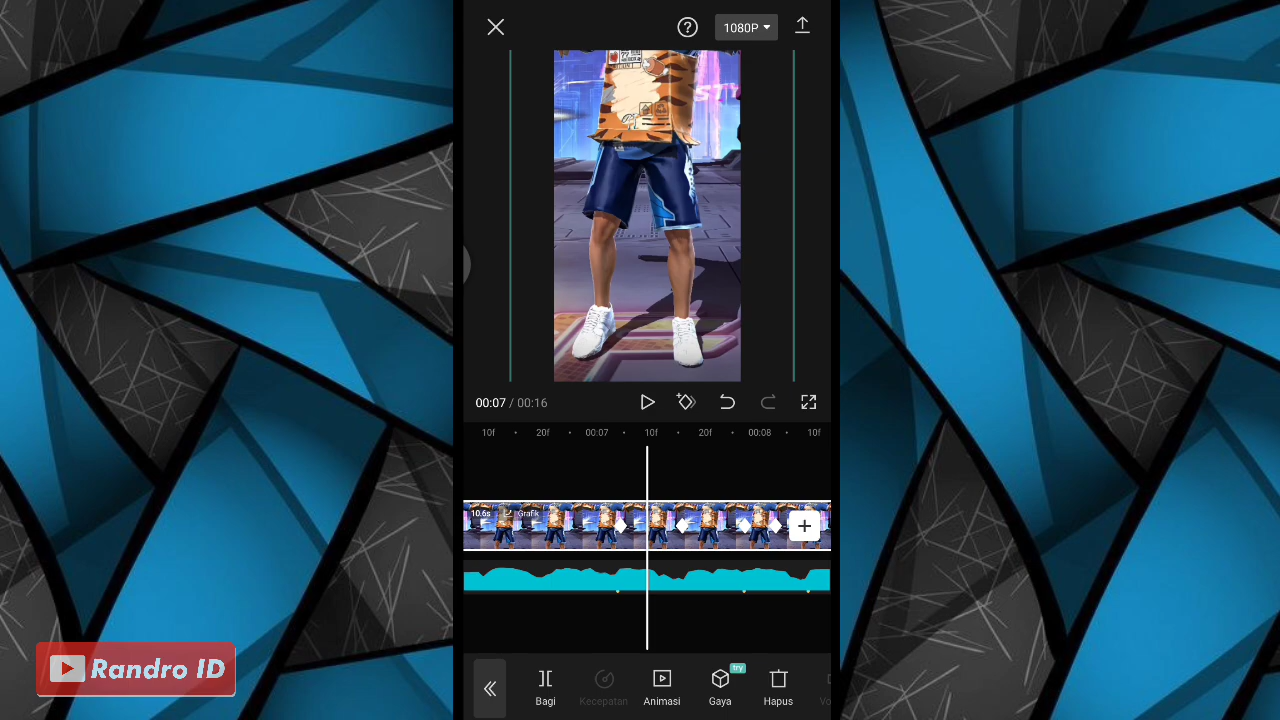 1080P
00:07 / 00:16
10f 20f 00:07 10f 20f 00:08 10f
10.6s Grafik
try
Bagi Kecepatan Animasi Gaya Hapus Vo
Randro ID